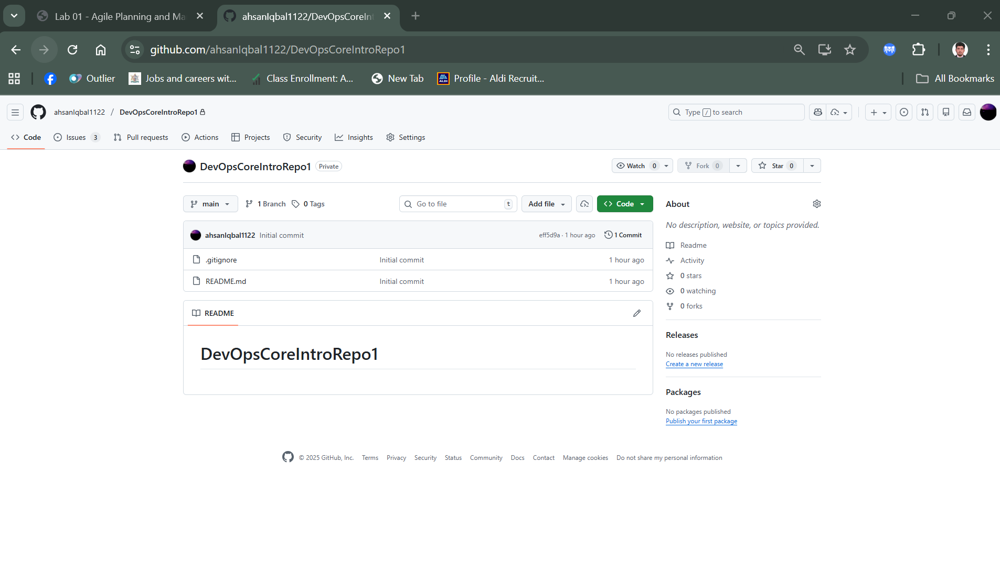 Lab 01 - Agile Planning and Ma
ahsanIqbal1122/DevOpsCoreInt
github.com/ahsanIqbal1122/DevOpsCoreIntroRepo1
Outlier
Jobs and careers wit...
Class Enrollment: A...
New Tab
ALDI
Profile - Aldi Recruit...
All Bookmarks
ahsanIqbal1122 / DevOpsCoreIntroRepo1
Type / to search
Code
Issues 3
Pull requests
Actions
Projects
Security
Insights
Settings
DevOpsCoreIntroRepo1 Private
Watch 0
Fork 0
Star 0
main
1 Branch
0 Tags
Go to file t
Add file
Code
ahsanIqbal1122 Initial commit
eff5d9a · 1 hour ago
1 Commit
.gitignore Initial commit 1 hour ago
README.md Initial commit 1 hour ago
README
DevOpsCoreIntroRepo1
About
No description, website, or topics provided.
Readme
Activity
0 stars
0 watching
0 forks
Releases
No releases published
Create a new release
Packages
No packages published
Publish your first package
© 2025 GitHub, Inc. Terms Privacy Security Status Community Docs Contact Manage cookies Do not share my personal information